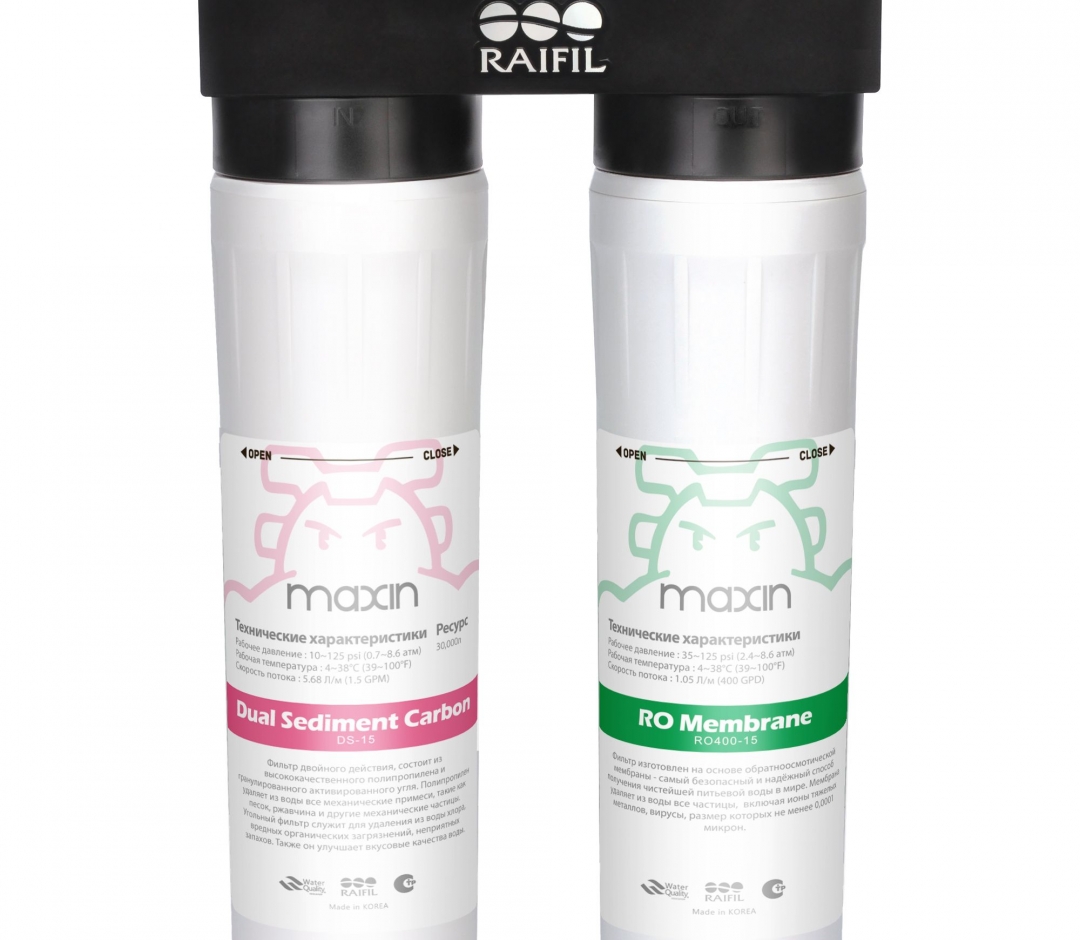 RAIFIL
IN
OUT
OPEN
CLOSE
maxin
Технические характеристики
Ресурс
Рабочее давление : 10~125 psi (0.7~8.6 атм)
30,000л
Рабочая температура : 4~38°C (39~100°F)
Скорость потока : 5.68 Л/м (1.5 GPM)
Dual Sediment Carbon
DS-15
Фильтр двойного действия, состоит из
высококачественного полипропилена и
гранулированного активированного угля. Полипропилен
удаляет из воды все механические примеси, такие как
песок, ржавчина и другие механические частицы.
Угольный фильтр служит для удаления из воды хлора,
вредных органических загрязнений, неприятных
запахов. Также он улучшает вкусовые качества воды.
Water
Quality
RAIFIL
Made in KOREA
OPEN
CLOSE
maxin
Технические характеристики
Рабочее давление : 35~125 psi (2.4~8.6 атм)
Рабочая температура : 4~38°C (39~100°F)
Скорость потока : 1.05 Л/м (400 GPD)
RO Membrane
RO400-15
Фильтр изготовлен на основе обратноосмотической
мембраны - самый безопасный и надёжный способ
получения чистейшей питьевой воды в мире. Мембрана
удаляет из воды все частицы, включая ионы тяжелых
металлов, вирусы, размер которых не менее 0,0001
микрон.
Water
Quality
RAIFIL
Made in KOREA